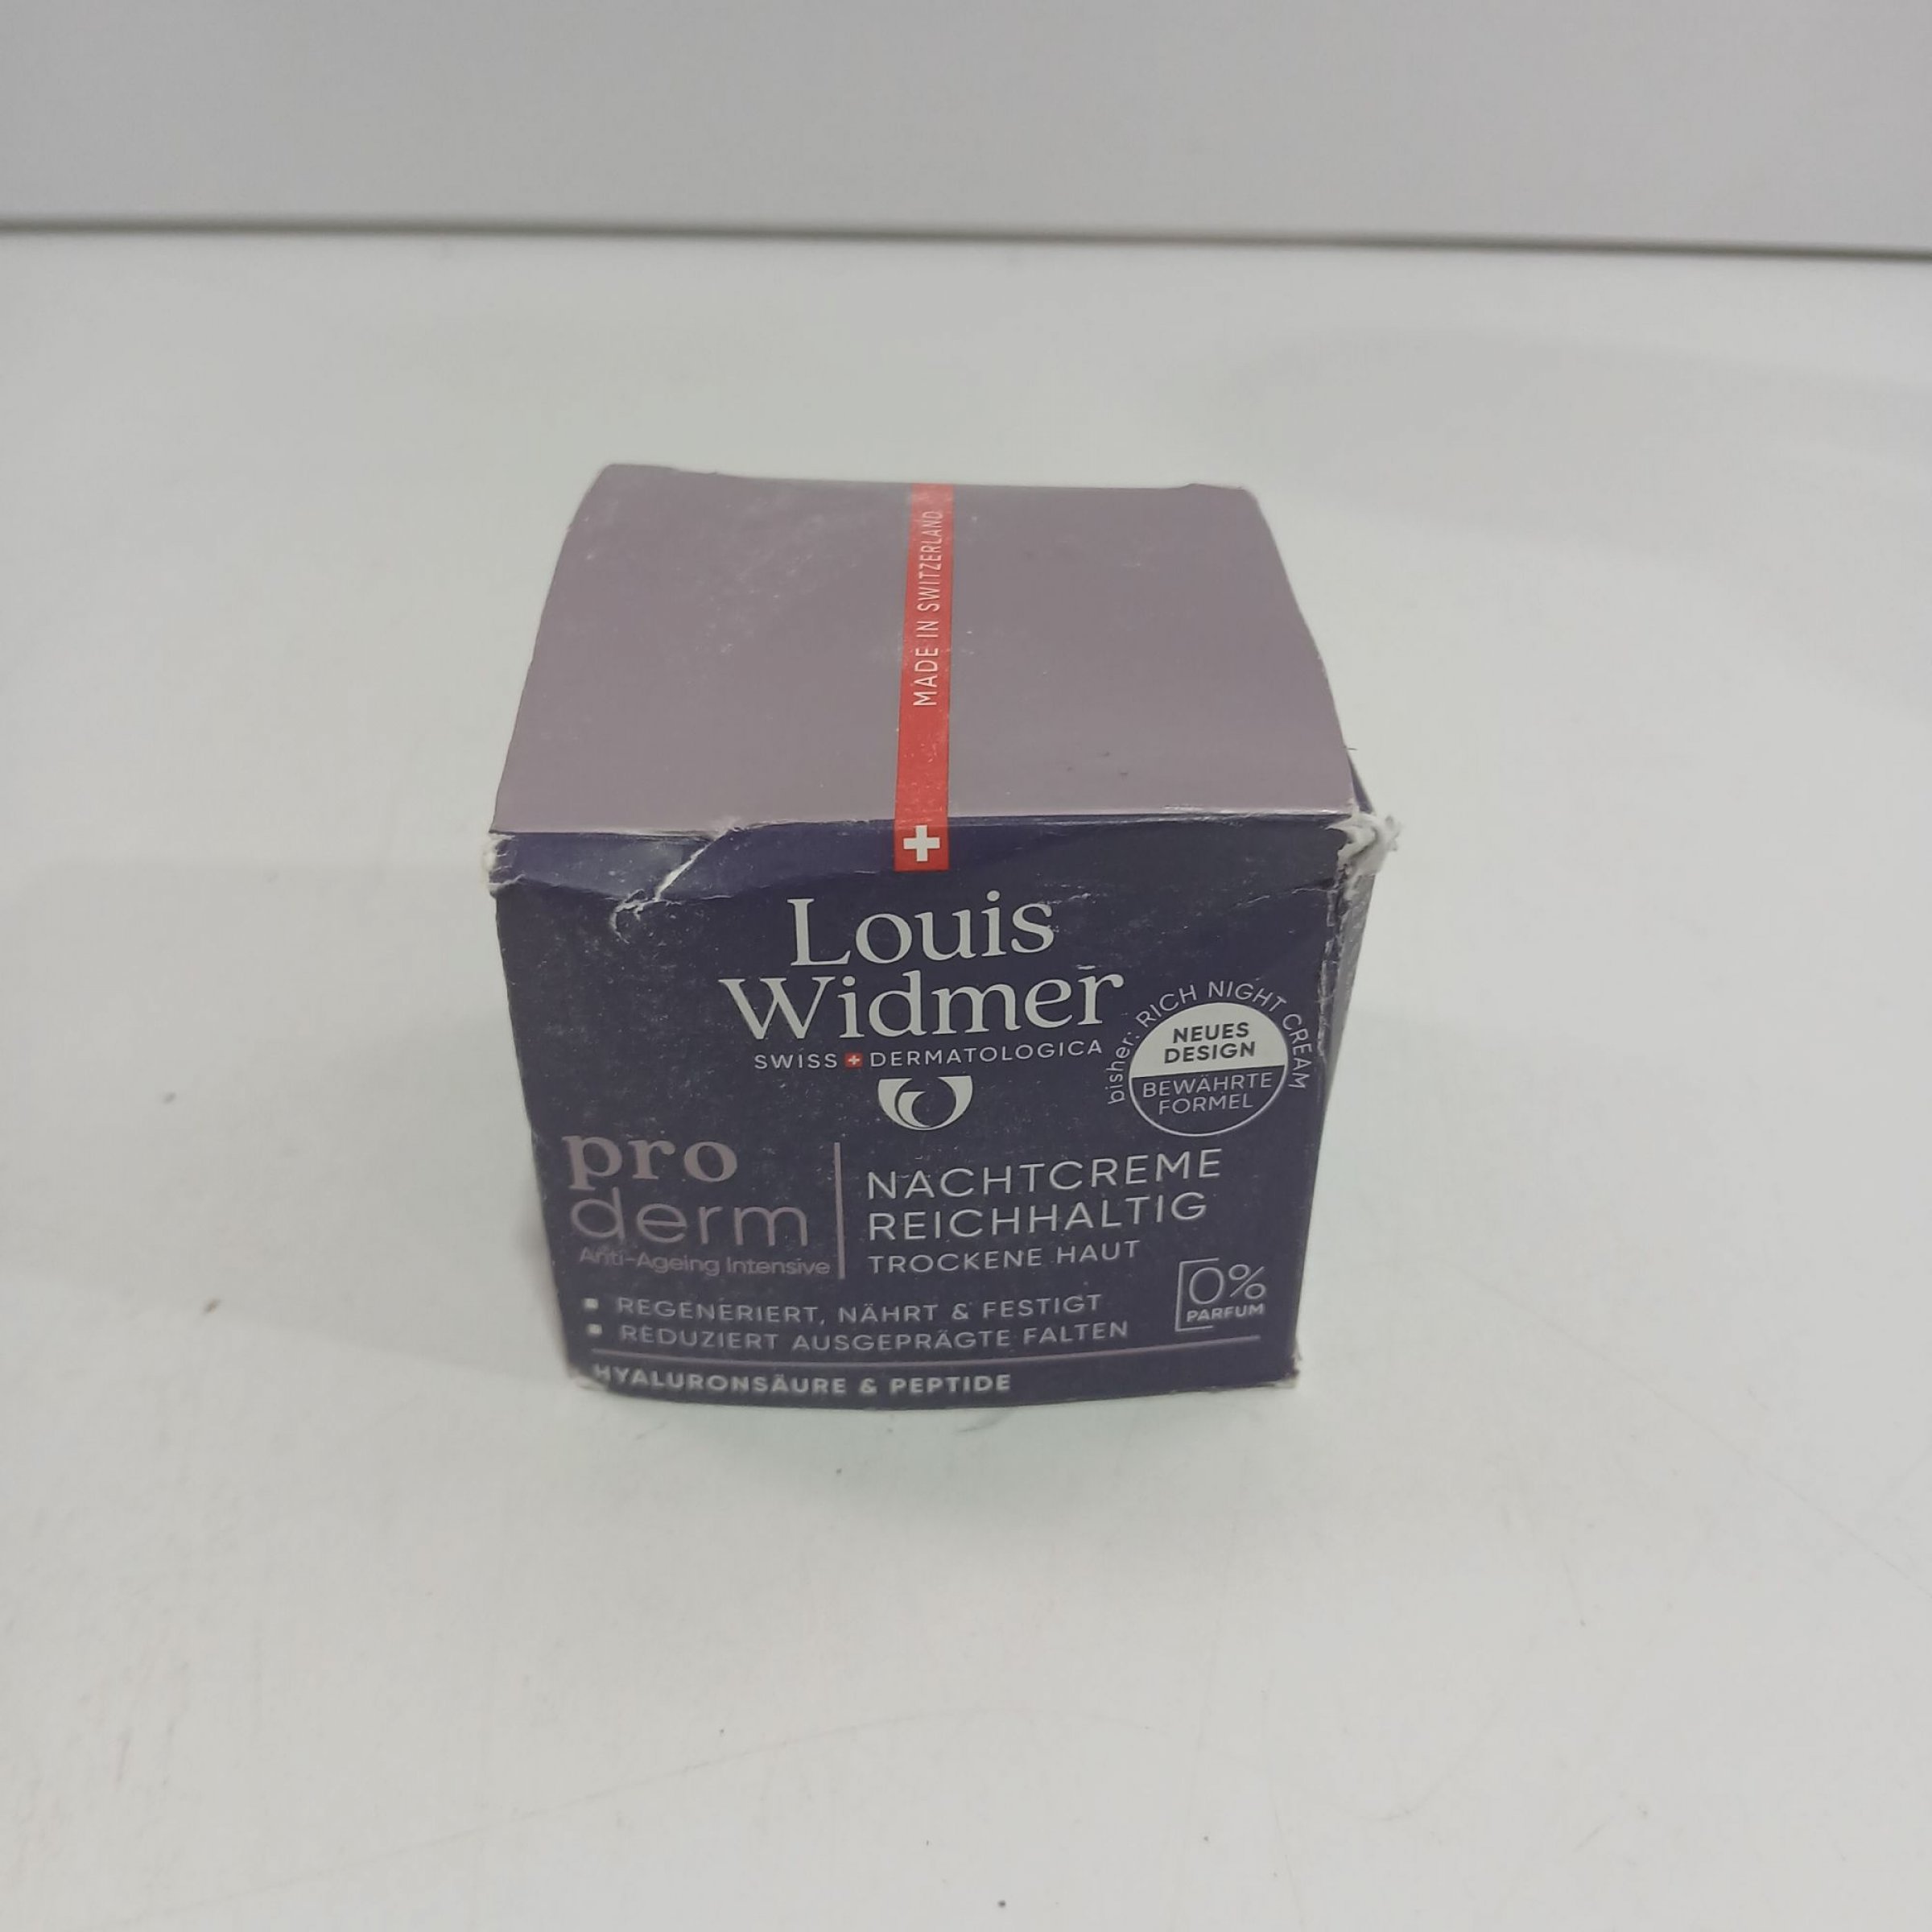 MADE IN SWITZERLAND
Louis
Widmer
SWISS DERMATOLOGICA
bisher: RICH NIGHT CREAM
NEUES
DESIGN
BEWÄHRTE
FORMEL
pro
derm
Anti-Ageing Intensive
NACHTCREME
REICHHALTIG
TROCKENE HAUT
0%
PARFUM
REGENERIERT, NÄHRT & FESTIGT
REDUZIERT AUSGEPRÄGTE FALTEN
HYALURONSÄURE & PEPTIDE